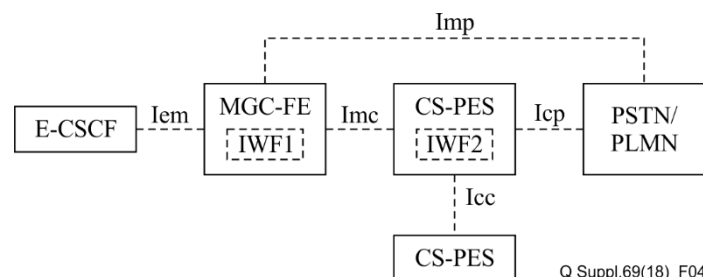 Imp
E-CSCF
Iem
MGC-FE
IWF1
Imc
CS-PES
IWF2
Icp
PSTN/
PLMN
Icc
CS-PES
Q Suppl.69(18)_F04